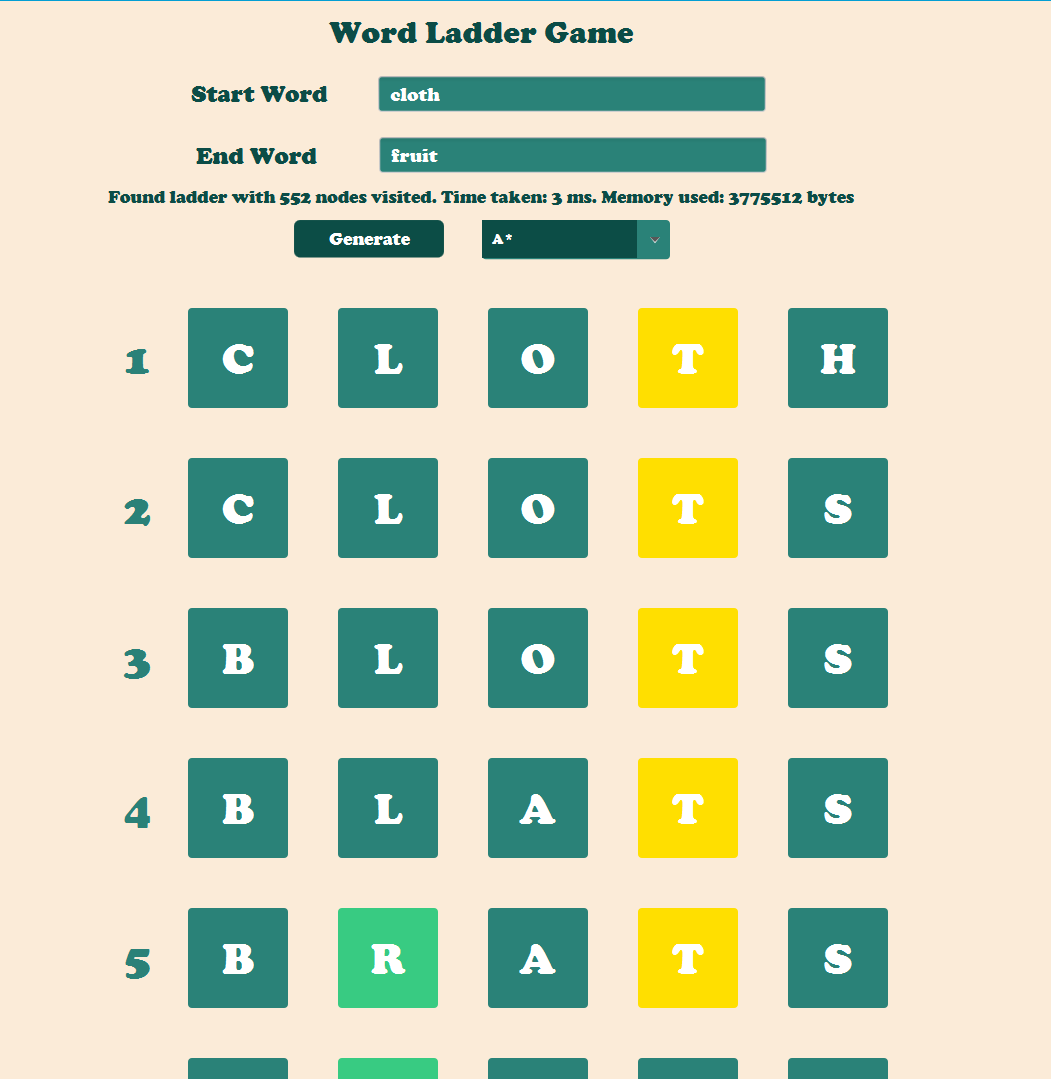 Word Ladder Game
Start Word cloth
End Word fruit
Found ladder with 552 nodes visited. Time taken: 3 ms. Memory used: 3775512 bytes
Generate A*
1 C L O T H
2 C L O T S
3 B L O T S
4 B L A T S
5 B R A T S